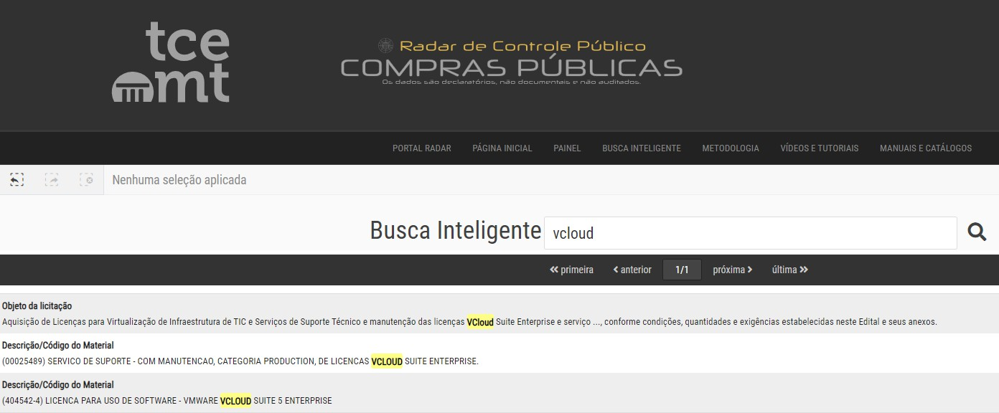 tce
mt
Radar de Controle Público
COMPRAS PÚBLICAS
Os dados são declaratórios, não documentais e não auditados.
PORTAL RADAR PÁGINA INICIAL PAINEL BUSCA INTELIGENTE METODOLOGIA VÍDEOS E TUTORIAIS MANUAIS E CATÁLOGOS
Nenhuma seleção aplicada
Busca Inteligente vcloud
primeira anterior 1/1 próxima última
Objeto da licitação
Aquisição de Licenças para Virtualização de Infraestrutura de TIC e Serviços de Suporte Técnico e manutenção das licenças VCloud Suite Enterprise e serviço ..., conforme condições, quantidades e exigências estabelecidas neste Edital e seus anexos.
Descrição/Código do Material
(00025489) SERVICO DE SUPORTE - COM MANUTENCAO, CATEGORIA PRODUCTION, DE LICENCAS VCLOUD SUITE ENTERPRISE.
Descrição/Código do Material
(404542-4) LICENCA PARA USO DE SOFTWARE - VMWARE VCLOUD SUITE 5 ENTERPRISE